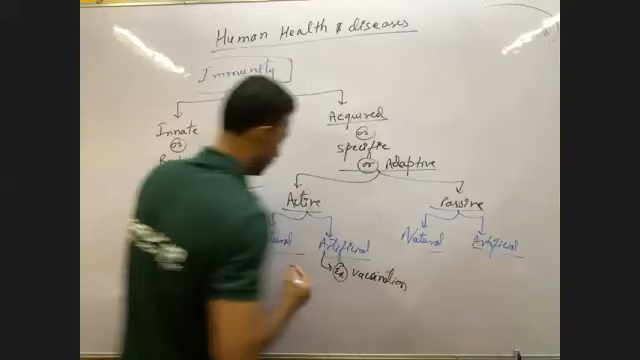 Human Health & diseases
Immunity
Innate
or
Acquired
or
specific
or Adaptive
Active
Passive
Artificial
Natural
Artificial
Ex vaccination